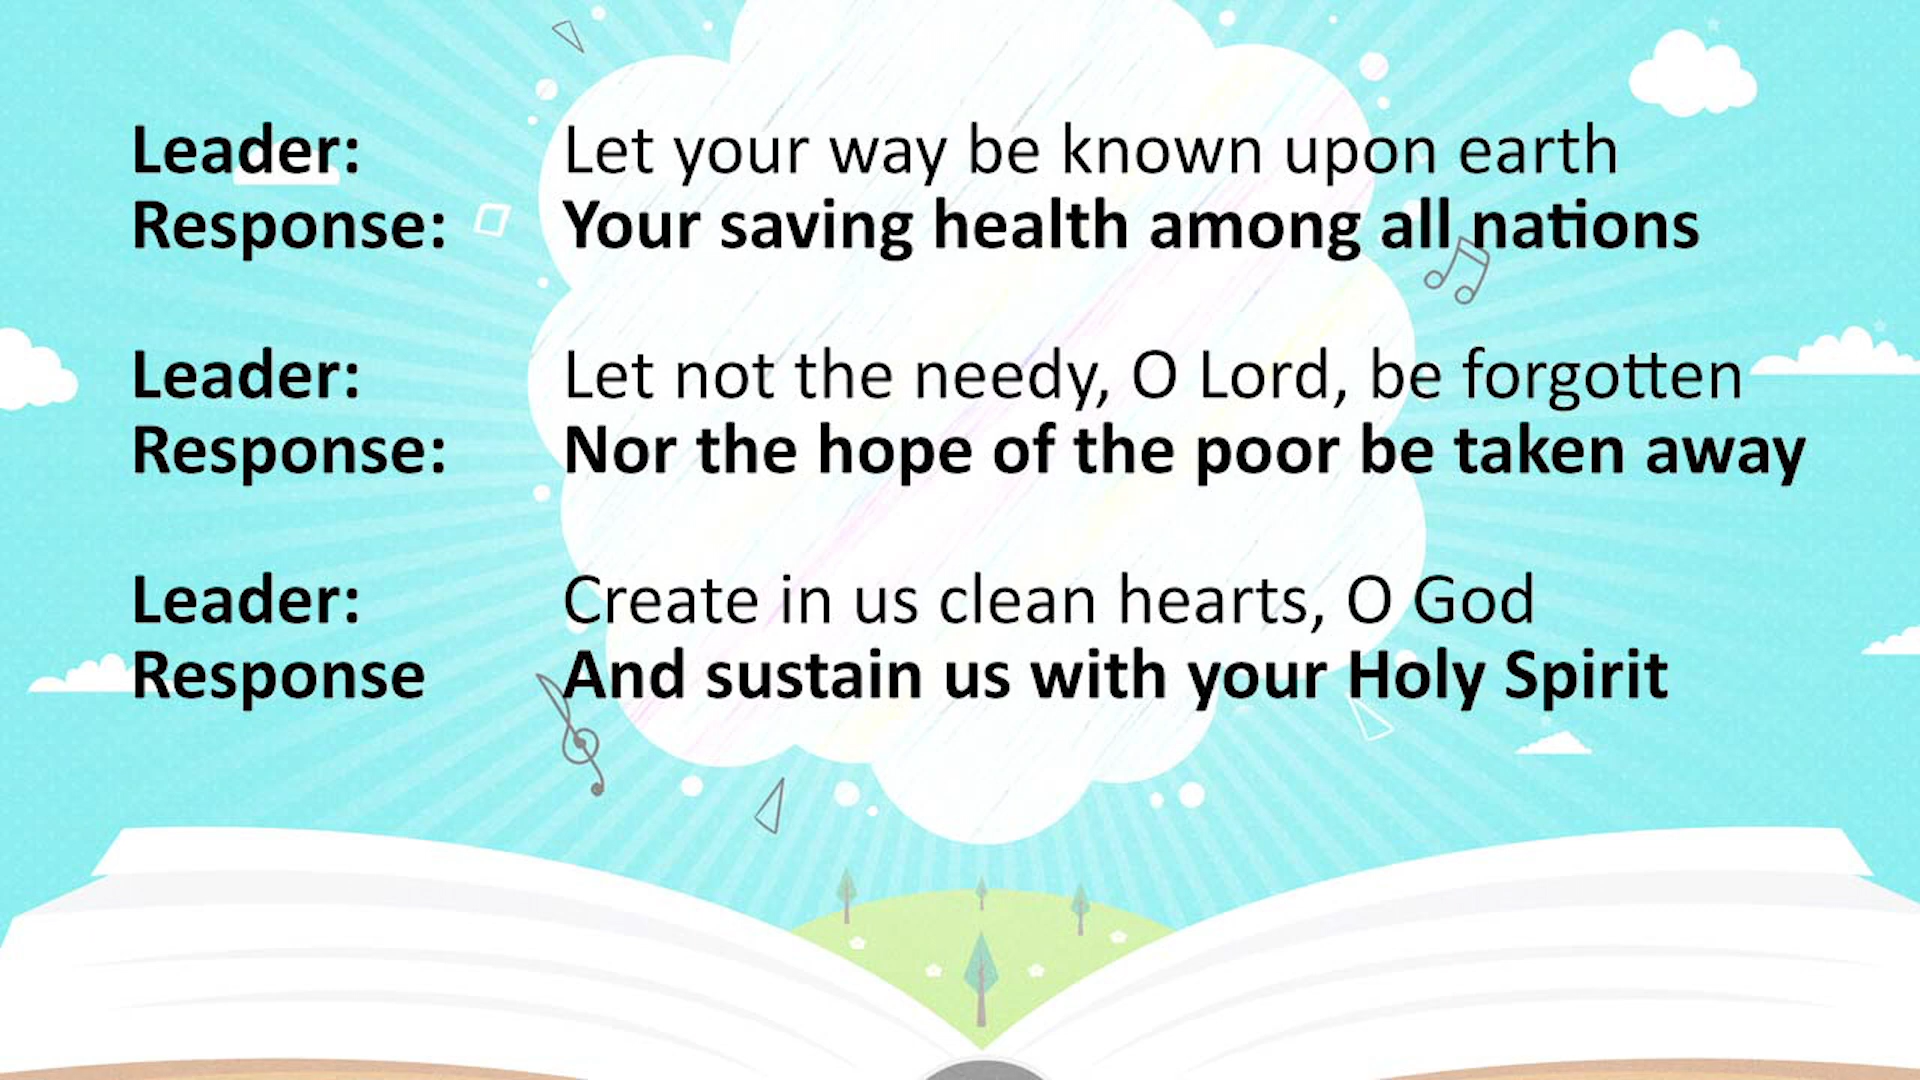 Leader: Let your way be known upon earth
Response: Your saving health among all nations
Leader: Let not the needy, O Lord, be forgotten
Response: Nor the hope of the poor be taken away
Leader: Create in us clean hearts, O God
Response And sustain us with your Holy Spirit